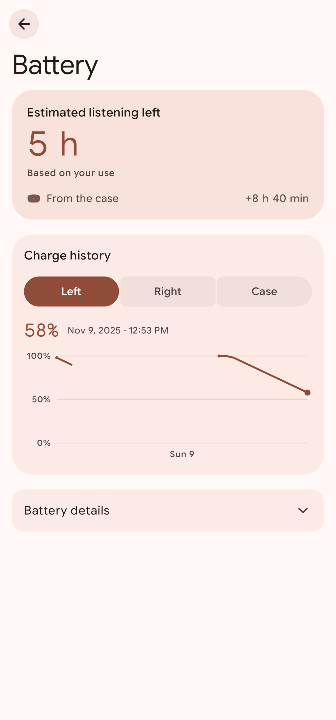 Battery
Estimated listening left
5 h
Based on your use
From the case +8 h 40 min
Charge history
Left Right Case
58% Nov 9, 2025 - 12:53 PM
100%
50%
0%
Sun 9
Battery details